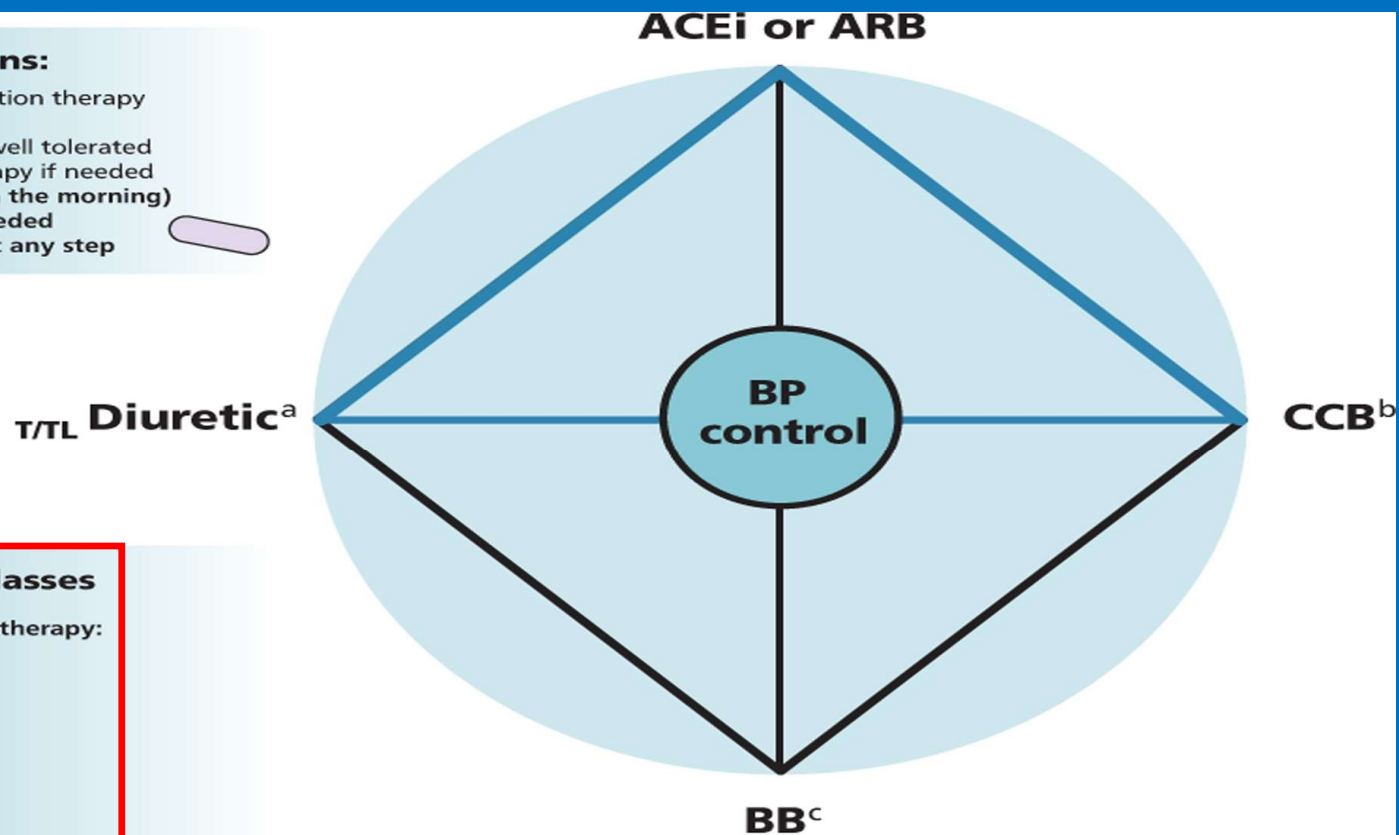 ACEi or ARB
ns:
tion therapy
vell tolerated
apy if needed
the morning)
eded
any step
T/TL Diureticᵃ
BP
control
CCBᵇ
lasses
therapy:
BBᶜ